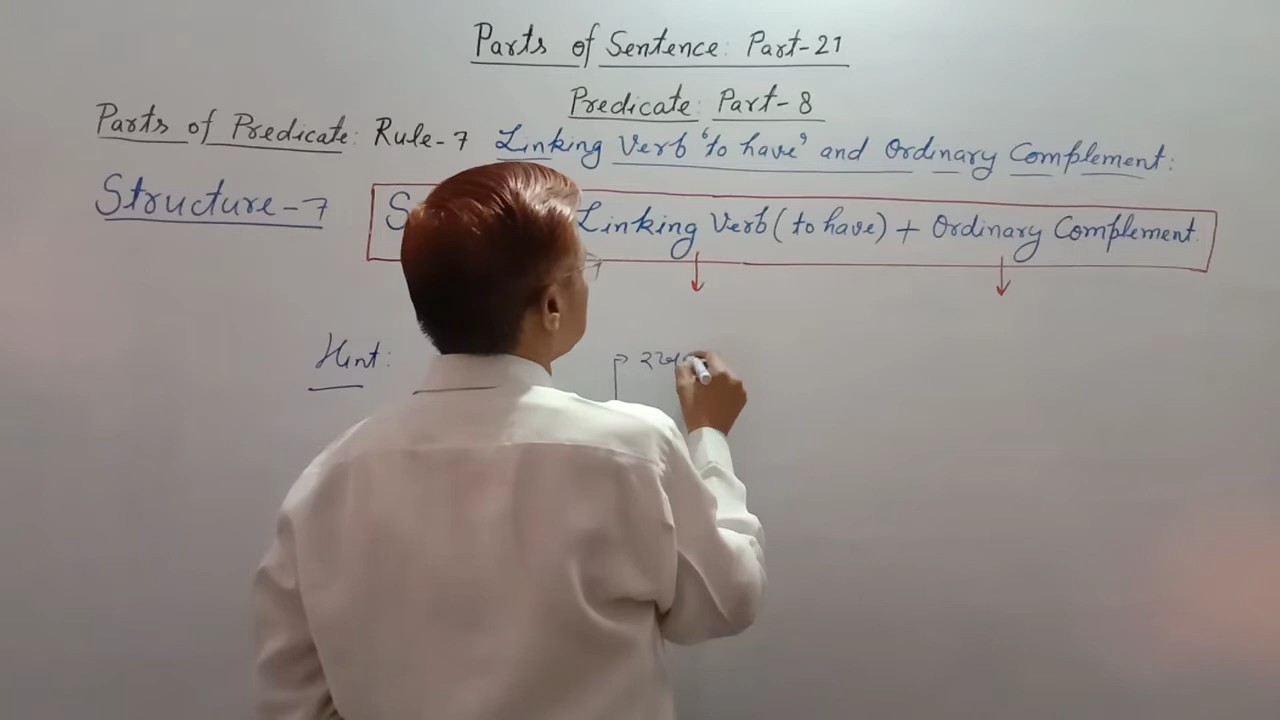 Parts of Sentence: Part-21
Predicate: Part-8
Parts of Predicate: Rule-7 Linking Verb 'to have' and Ordinary Complement:
Structure-7
S
Linking Verb (to have) + Ordinary Complement.
Hint: